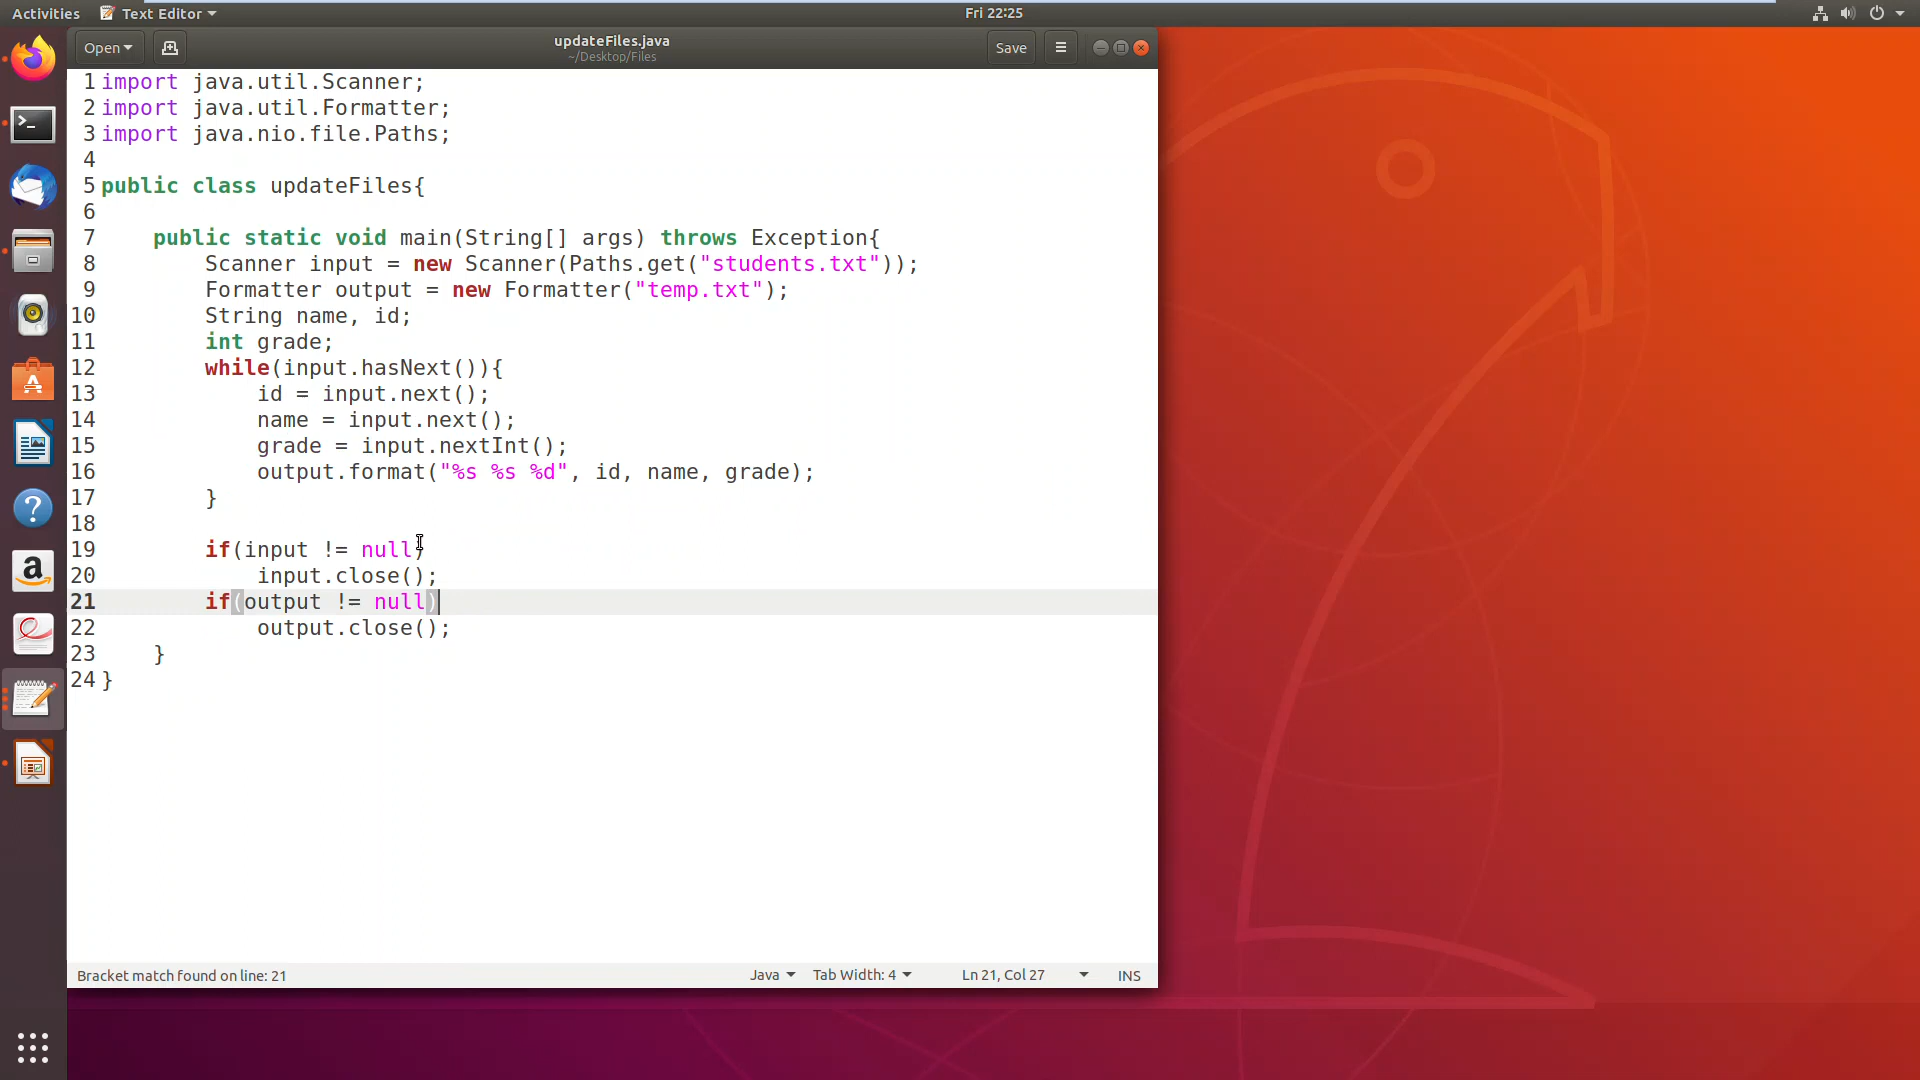 Activities Text Editor Fri 22:25
Open updateFiles.java Save
~/Desktop/Files
1 import java.util.Scanner;
2 import java.util.Formatter;
3 import java.nio.file.Paths;
4
5 public class updateFiles{
6
7 public static void main(String[] args) throws Exception{
8 Scanner input = new Scanner(Paths.get("students.txt"));
9 Formatter output = new Formatter("temp.txt");
10 String name, id;
11 int grade;
12 while(input.hasNext()){
13 id = input.next();
14 name = input.next();
15 grade = input.nextInt();
16 output.format("%s %s %d", id, name, grade);
17 }
18
19 if(input != null)
20 input.close();
21 if(output != null)
22 output.close();
23 }
24 }
Bracket match found on line: 21 Java Tab Width: 4 Ln 21, Col 27 INS